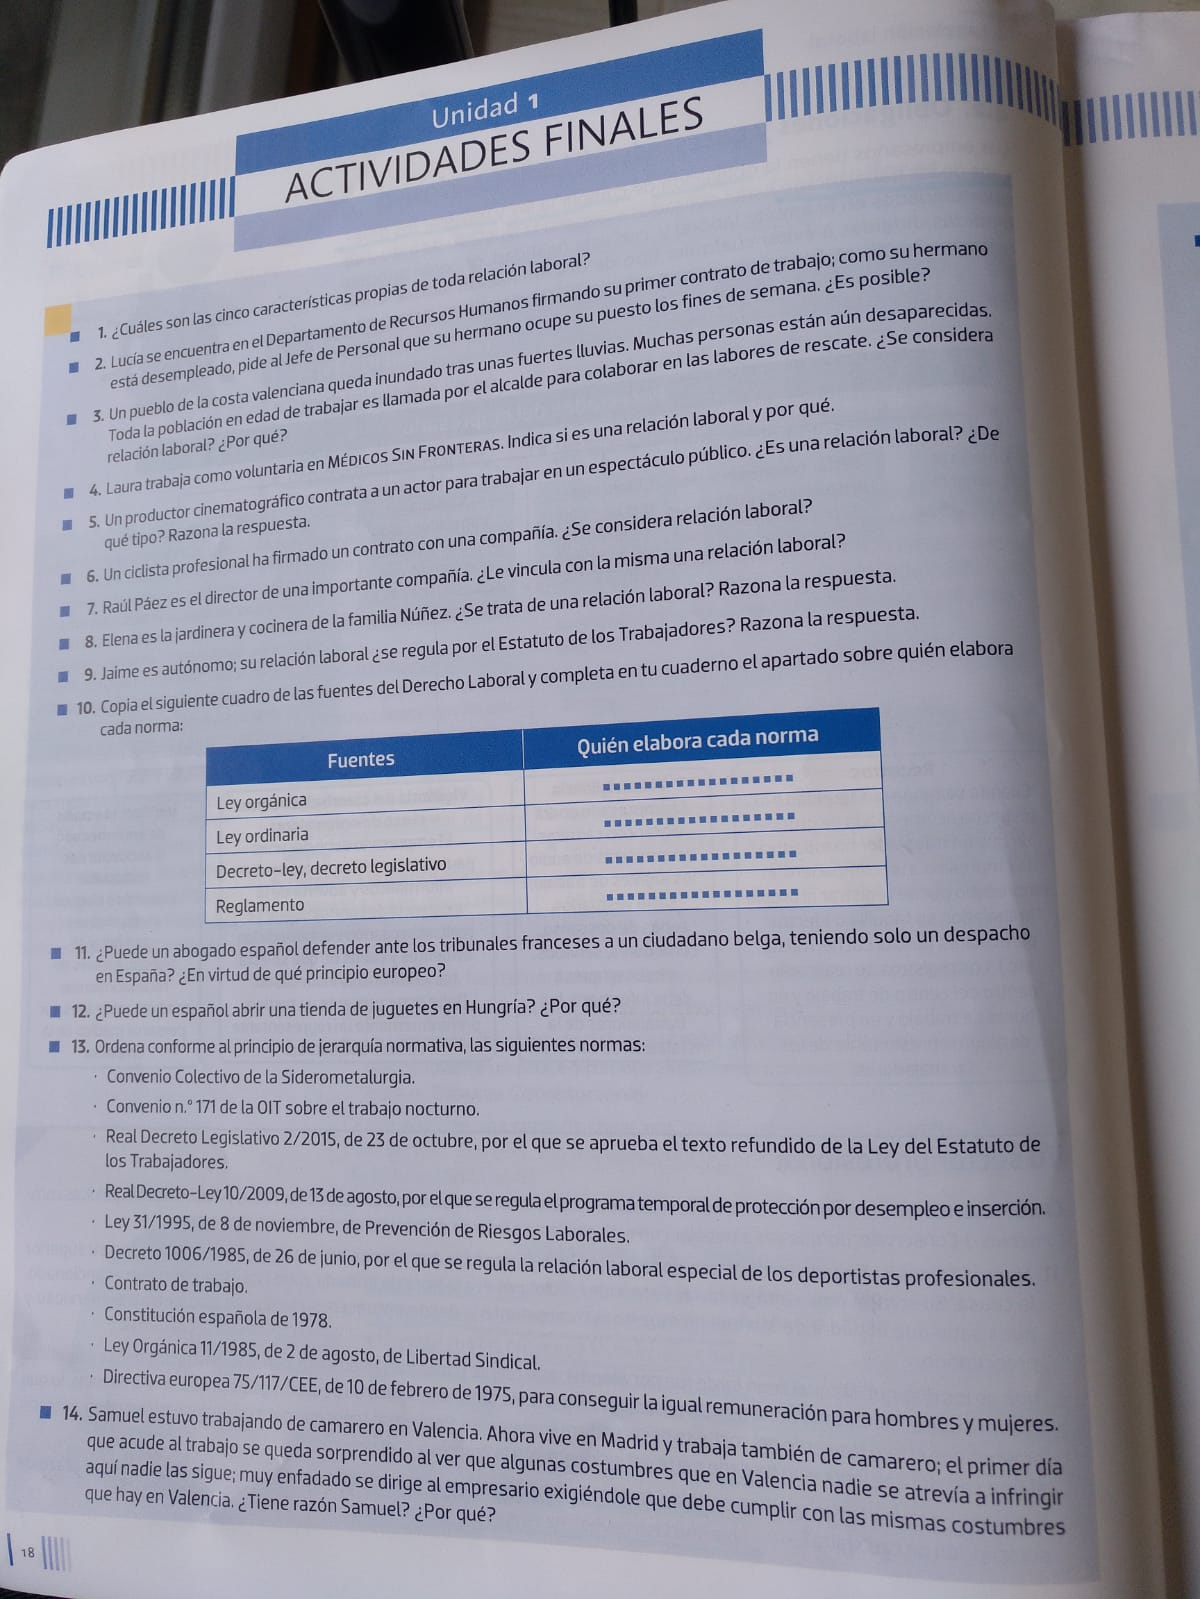 Unidad 1
ACTIVIDADES FINALES
1. ¿Cuáles son las cinco características propias de toda relación laboral?
2. Lucía se encuentra en el Departamento de Recursos Humanos firmando su primer contrato de trabajo; como su hermano
está desempleado, pide al Jefe de Personal que su hermano ocupe su puesto los fines de semana. ¿Es posible?
3. Un pueblo de la costa valenciana queda inundado tras unas fuertes lluvias. Muchas personas están aún desaparecidas.
Toda la población en edad de trabajar es llamada por el alcalde para colaborar en las labores de rescate. ¿Se considera
relación laboral? ¿Por qué?
4. Laura trabaja como voluntaria en MÉDICOS SIN FRONTERAS. Indica si es una relación laboral y por qué.
5. Un productor cinematográfico contrata a un actor para trabajar en un espectáculo público. ¿Es una relación laboral? ¿De
qué tipo? Razona la respuesta.
6. Un ciclista profesional ha firmado un contrato con una compañía. ¿Se considera relación laboral?
7. Raúl Páez es el director de una importante compañía. ¿Le vincula con la misma una relación laboral?
8. Elena es la jardinera y cocinera de la familia Núñez. ¿Se trata de una relación laboral? Razona la respuesta.
9. Jaime es autónomo; su relación laboral ¿se regula por el Estatuto de los Trabajadores? Razona la respuesta.
10. Copia el siguiente cuadro de las fuentes del Derecho Laboral y completa en tu cuaderno el apartado sobre quién elabora
cada norma:
Fuentes Quién elabora cada norma
Ley orgánica
Ley ordinaria
Decreto-ley, decreto legislativo
Reglamento
11. ¿Puede un abogado español defender ante los tribunales franceses a un ciudadano belga, teniendo solo un despacho
en España? ¿En virtud de qué principio europeo?
12. ¿Puede un español abrir una tienda de juguetes en Hungría? ¿Por qué?
13. Ordena conforme al principio de jerarquía normativa, las siguientes normas:
· Convenio Colectivo de la Siderometalurgia.
· Convenio n.º 171 de la OIT sobre el trabajo nocturno.
· Real Decreto Legislativo 2/2015, de 23 de octubre, por el que se aprueba el texto refundido de la Ley del Estatuto de
los Trabajadores.
· Real Decreto-Ley 10/2009, de 13 de agosto, por el que se regula el programa temporal de protección por desempleo e inserción.
· Ley 31/1995, de 8 de noviembre, de Prevención de Riesgos Laborales.
· Decreto 1006/1985, de 26 de junio, por el que se regula la relación laboral especial de los deportistas profesionales.
· Contrato de trabajo.
· Constitución española de 1978.
· Ley Orgánica 11/1985, de 2 de agosto, de Libertad Sindical.
· Directiva europea 75/117/CEE, de 10 de febrero de 1975, para conseguir la igual remuneración para hombres y mujeres.
14. Samuel estuvo trabajando de camarero en Valencia. Ahora vive en Madrid y trabaja también de camarero; el primer día
que acude al trabajo se queda sorprendido al ver que algunas costumbres que en Valencia nadie se atrevía a infringir
aquí nadie las sigue; muy enfadado se dirige al empresario exigiéndole que debe cumplir con las mismas costumbres
que hay en Valencia. ¿Tiene razón Samuel? ¿Por qué?
18